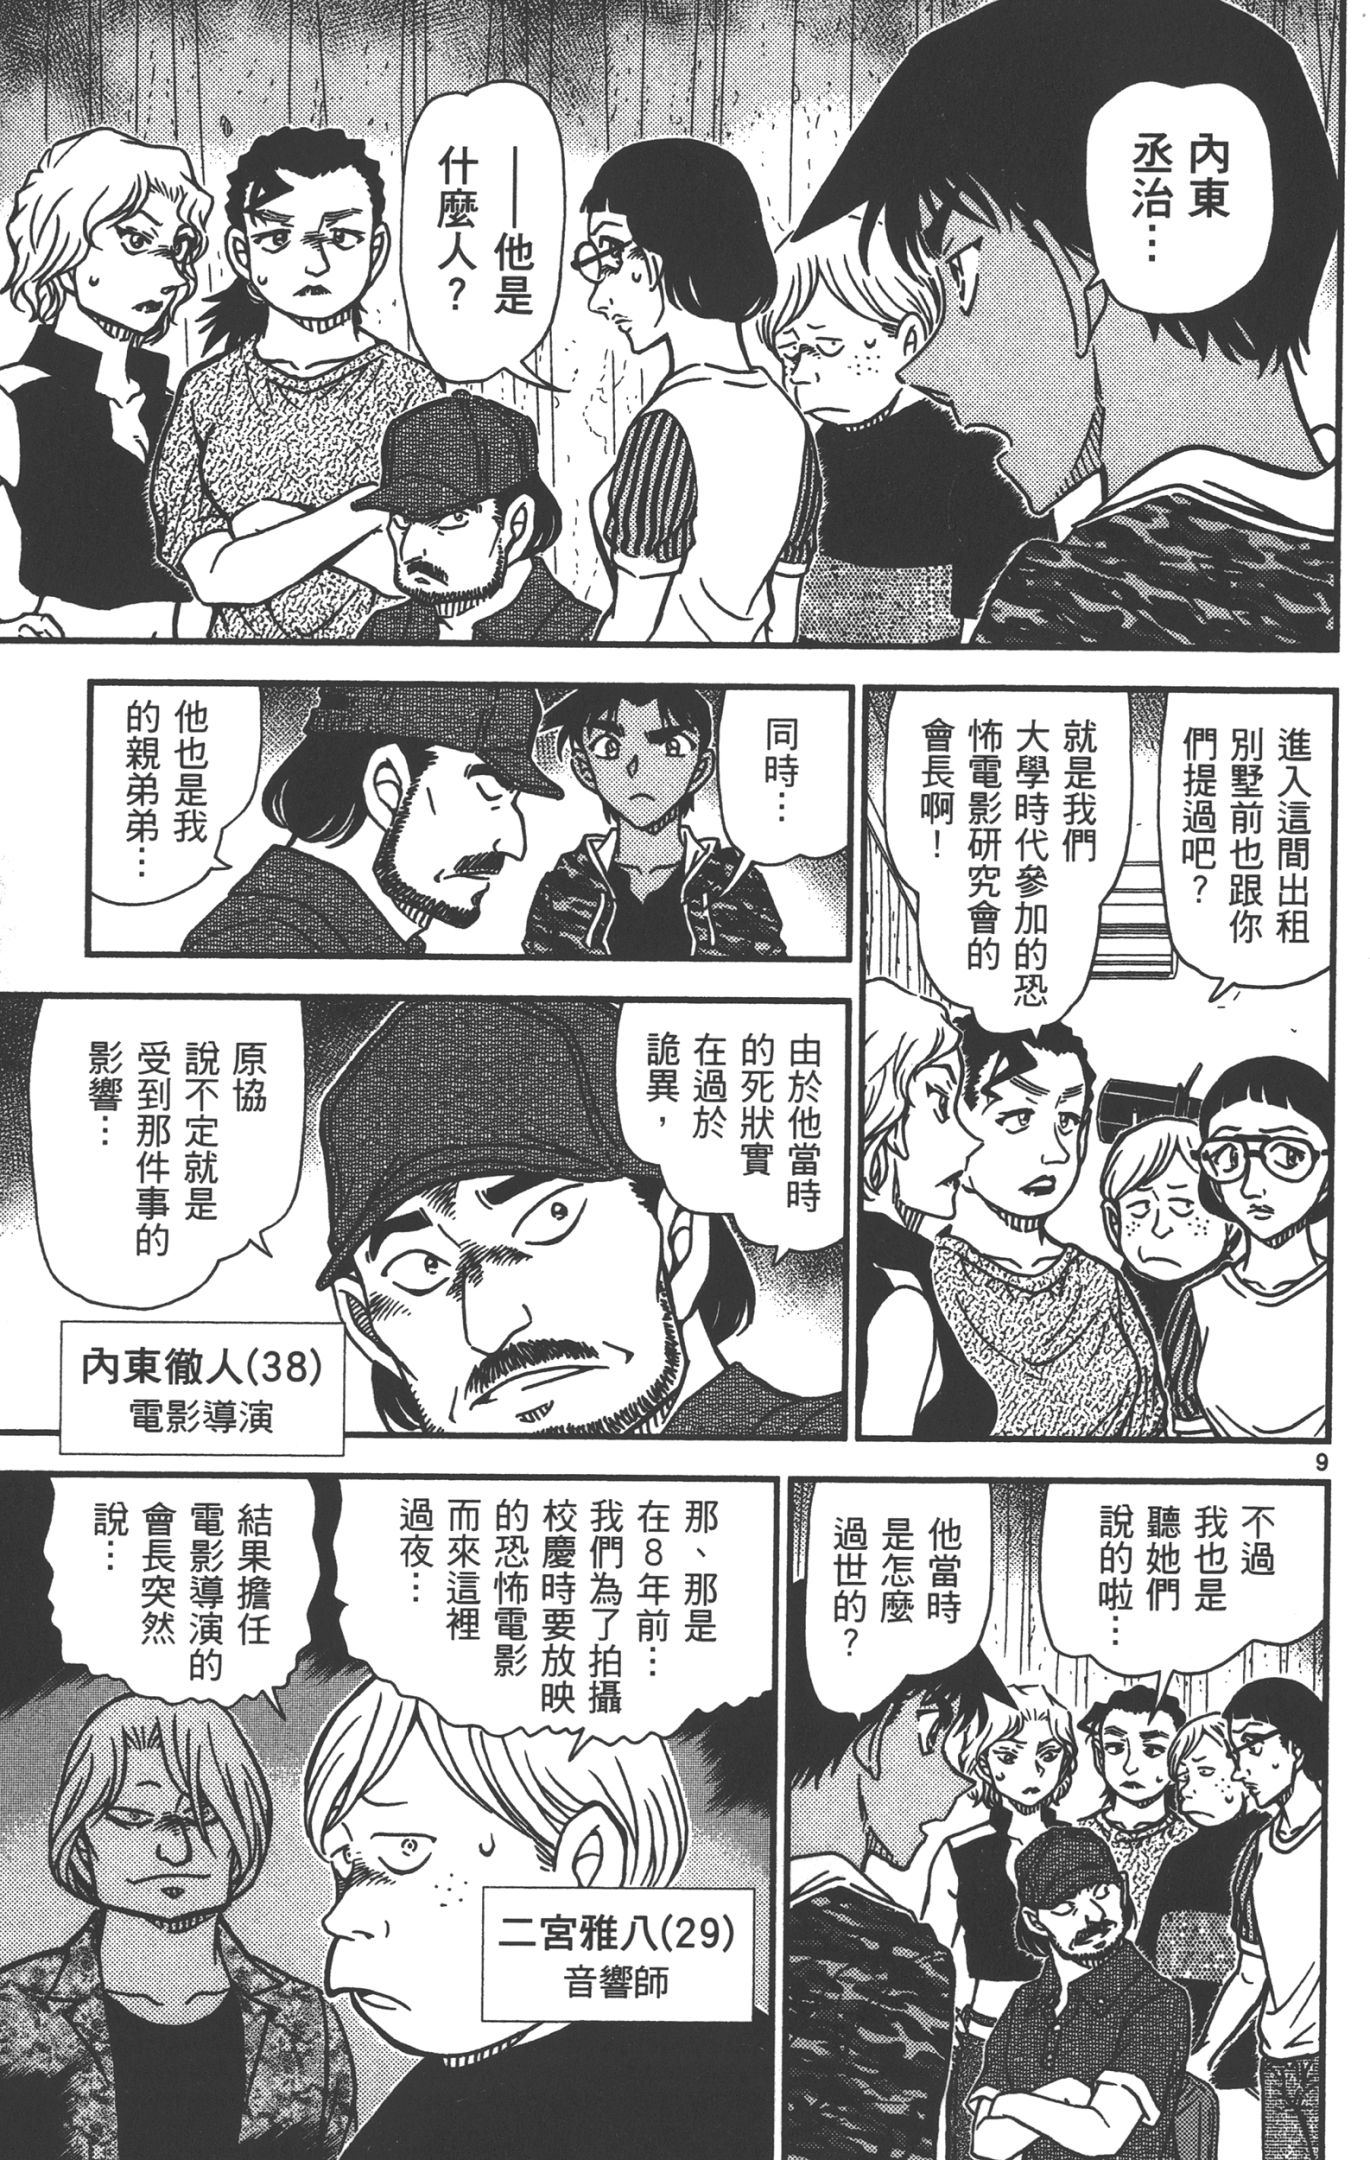 內東
丞治…
——他是
什麼人？
進入這間出租
別墅前也跟你
們提過吧？
就是我們
大學時代參加的恐
怖電影研究會的
會長啊！
同時…
他也是我
的親弟弟…
由於他當時
的死狀實
在過於
詭異，
原協
說不定就是
受到那件事的
影響…
內東徹人(38)
電影導演
9
不過
我也是
聽她們
說的啦…
他當時
是怎麼
過世的？
那、那是
在8年前…
我們為了拍攝
校慶時要放映
的恐怖電影
而來這裡
過夜…
結果擔任
電影導演的
會長突然
說…
二宮雅八(29)
音響師